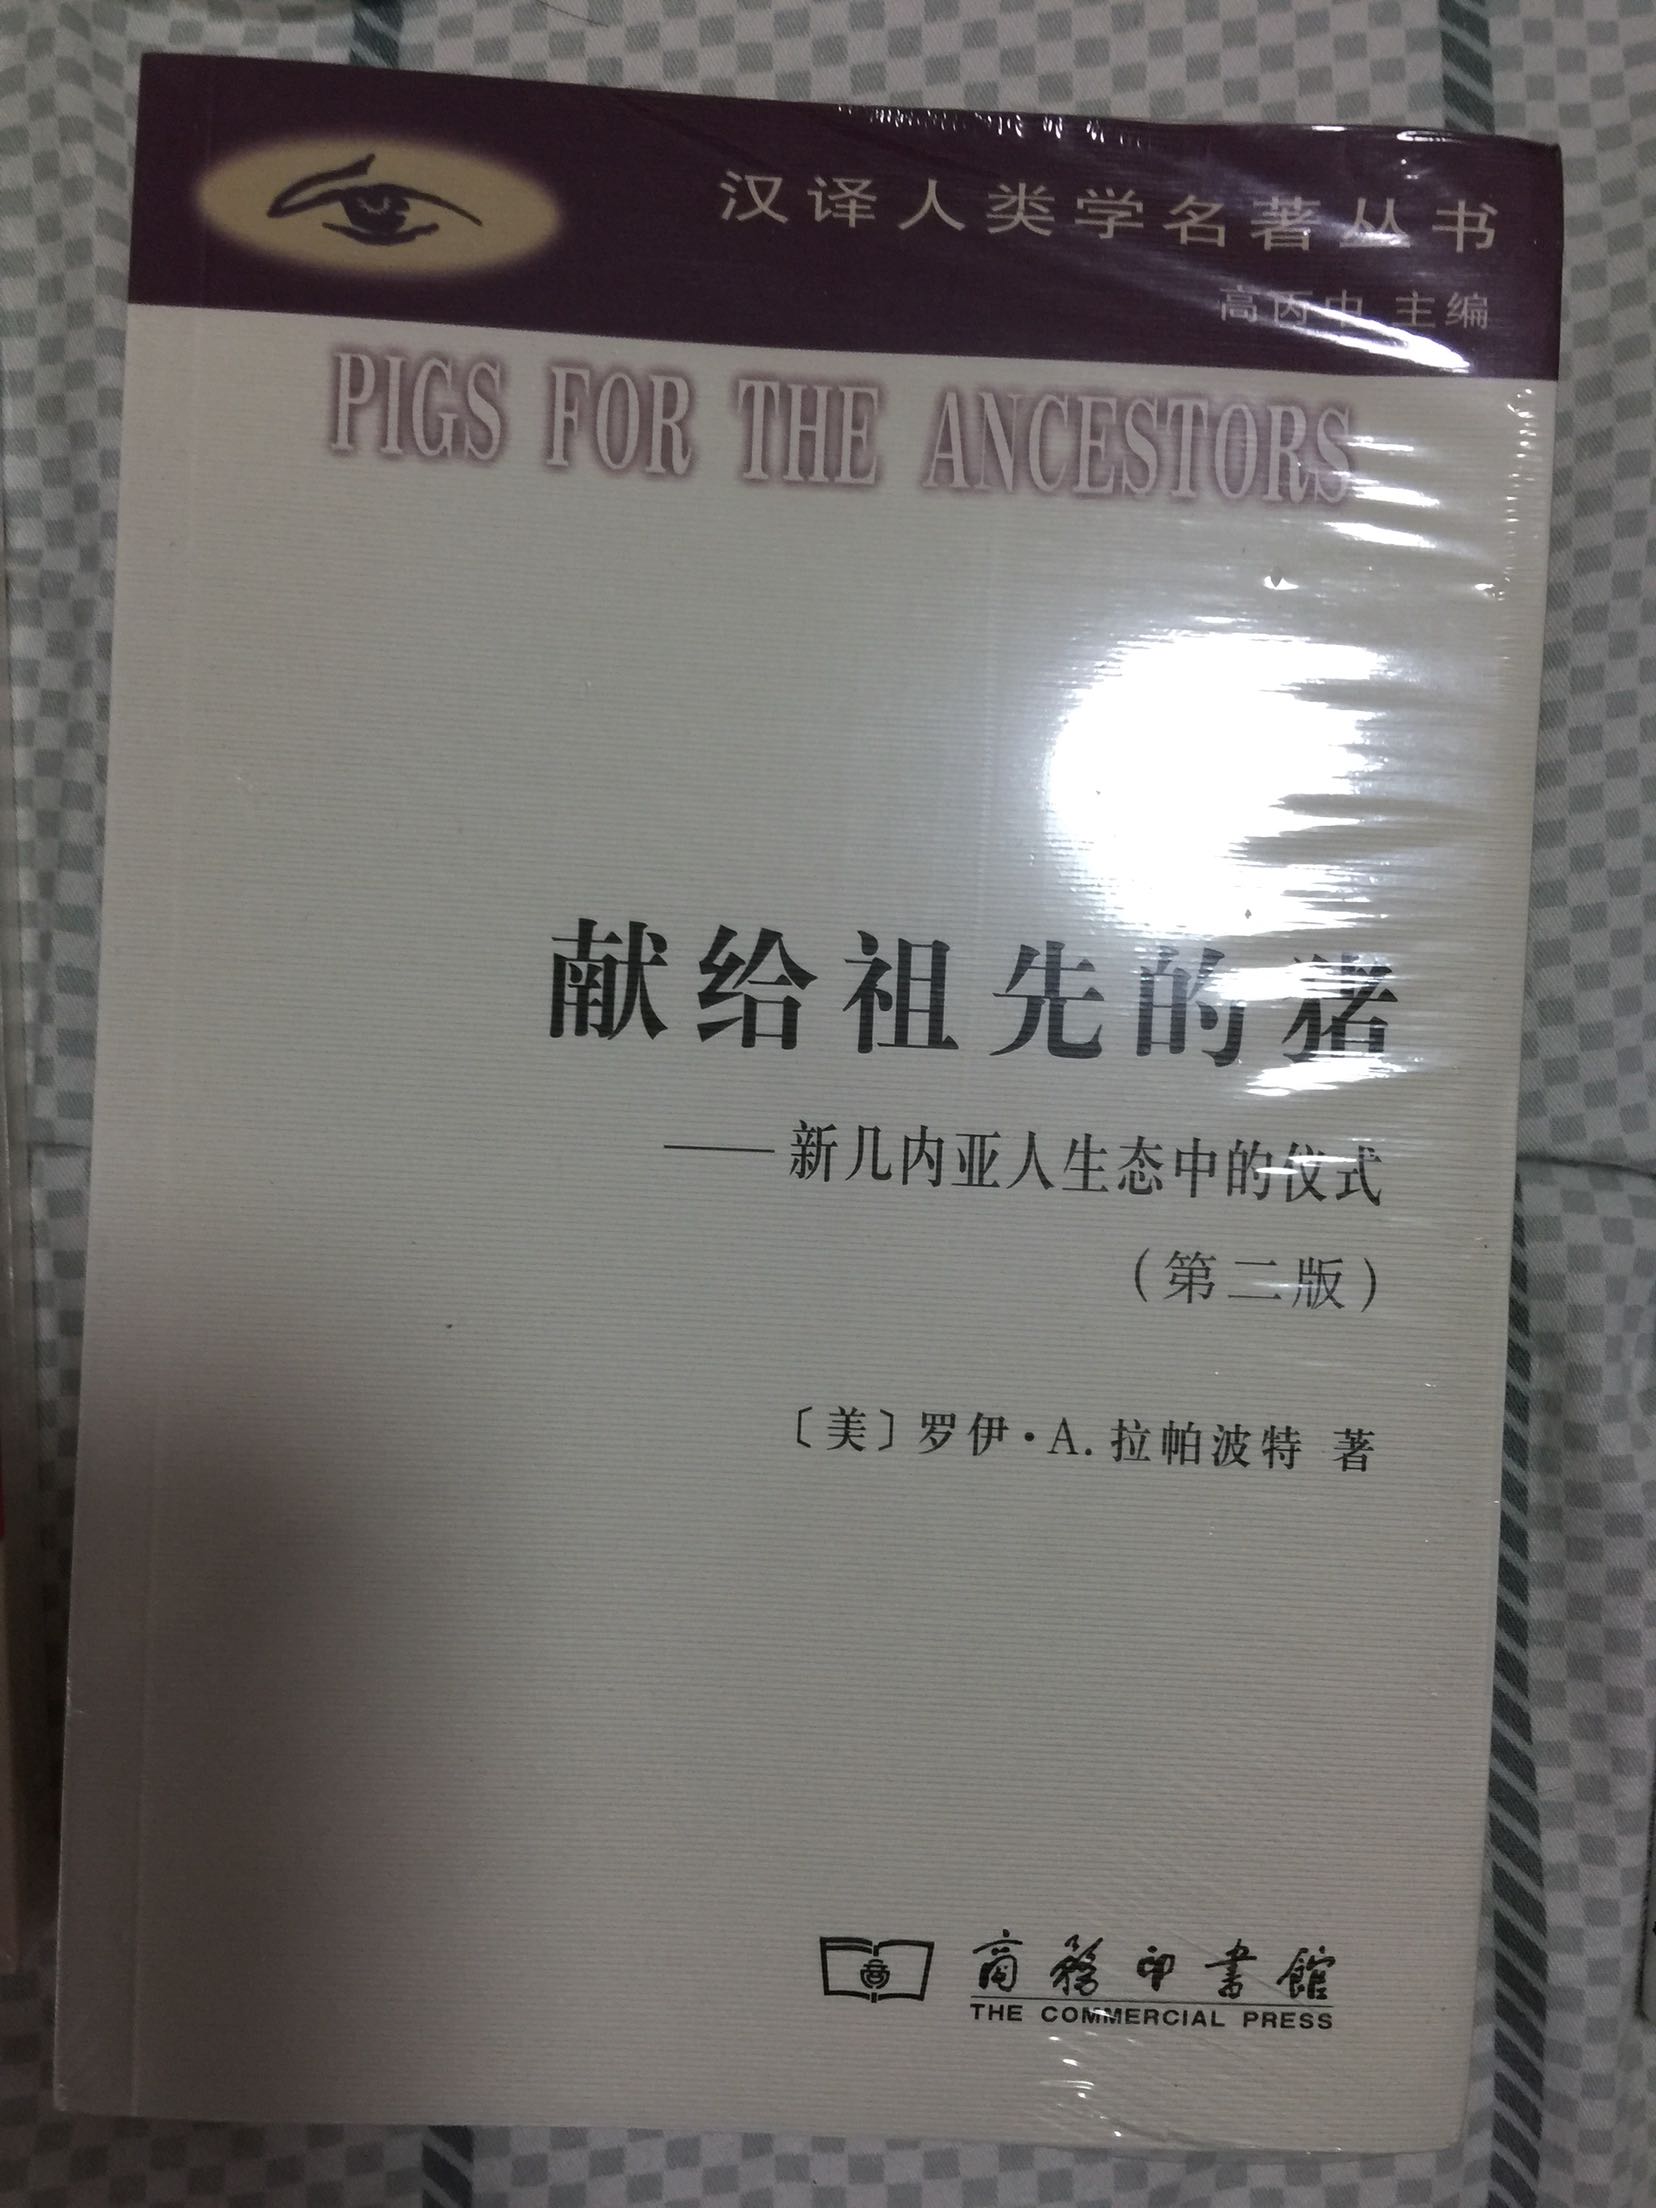 汉译人类学名著丛书
高丙中 主编
PIGS FOR THE ANCESTORS
献给祖先的猪
——新几内亚人生态中的仪式
（第二版）
〔美〕罗伊·A.拉帕波特 著
商務印書館
THE COMMERCIAL PRESS